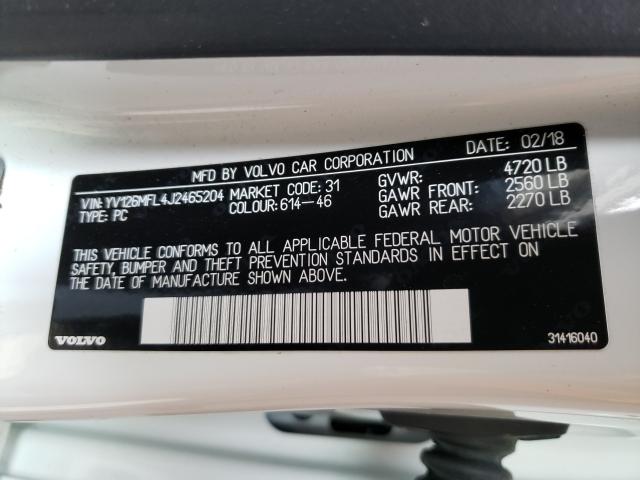 MFD BY VOLVO CAR CORPORATION DATE: 02/18
VIN: YV126MFL4J2465204 MARKET CODE: 31 GVWR: 4720 LB
TYPE: PC COLOUR: 614-46 GAWR FRONT: 2560 LB
GAWR REAR: 2270 LB
THIS VEHICLE CONFORMS TO ALL APPLICABLE FEDERAL MOTOR VEHICLE
SAFETY, BUMPER AND THEFT PREVENTION STANDARDS IN EFFECT ON
THE DATE OF MANUFACTURE SHOWN ABOVE.
VOLVO 31416040